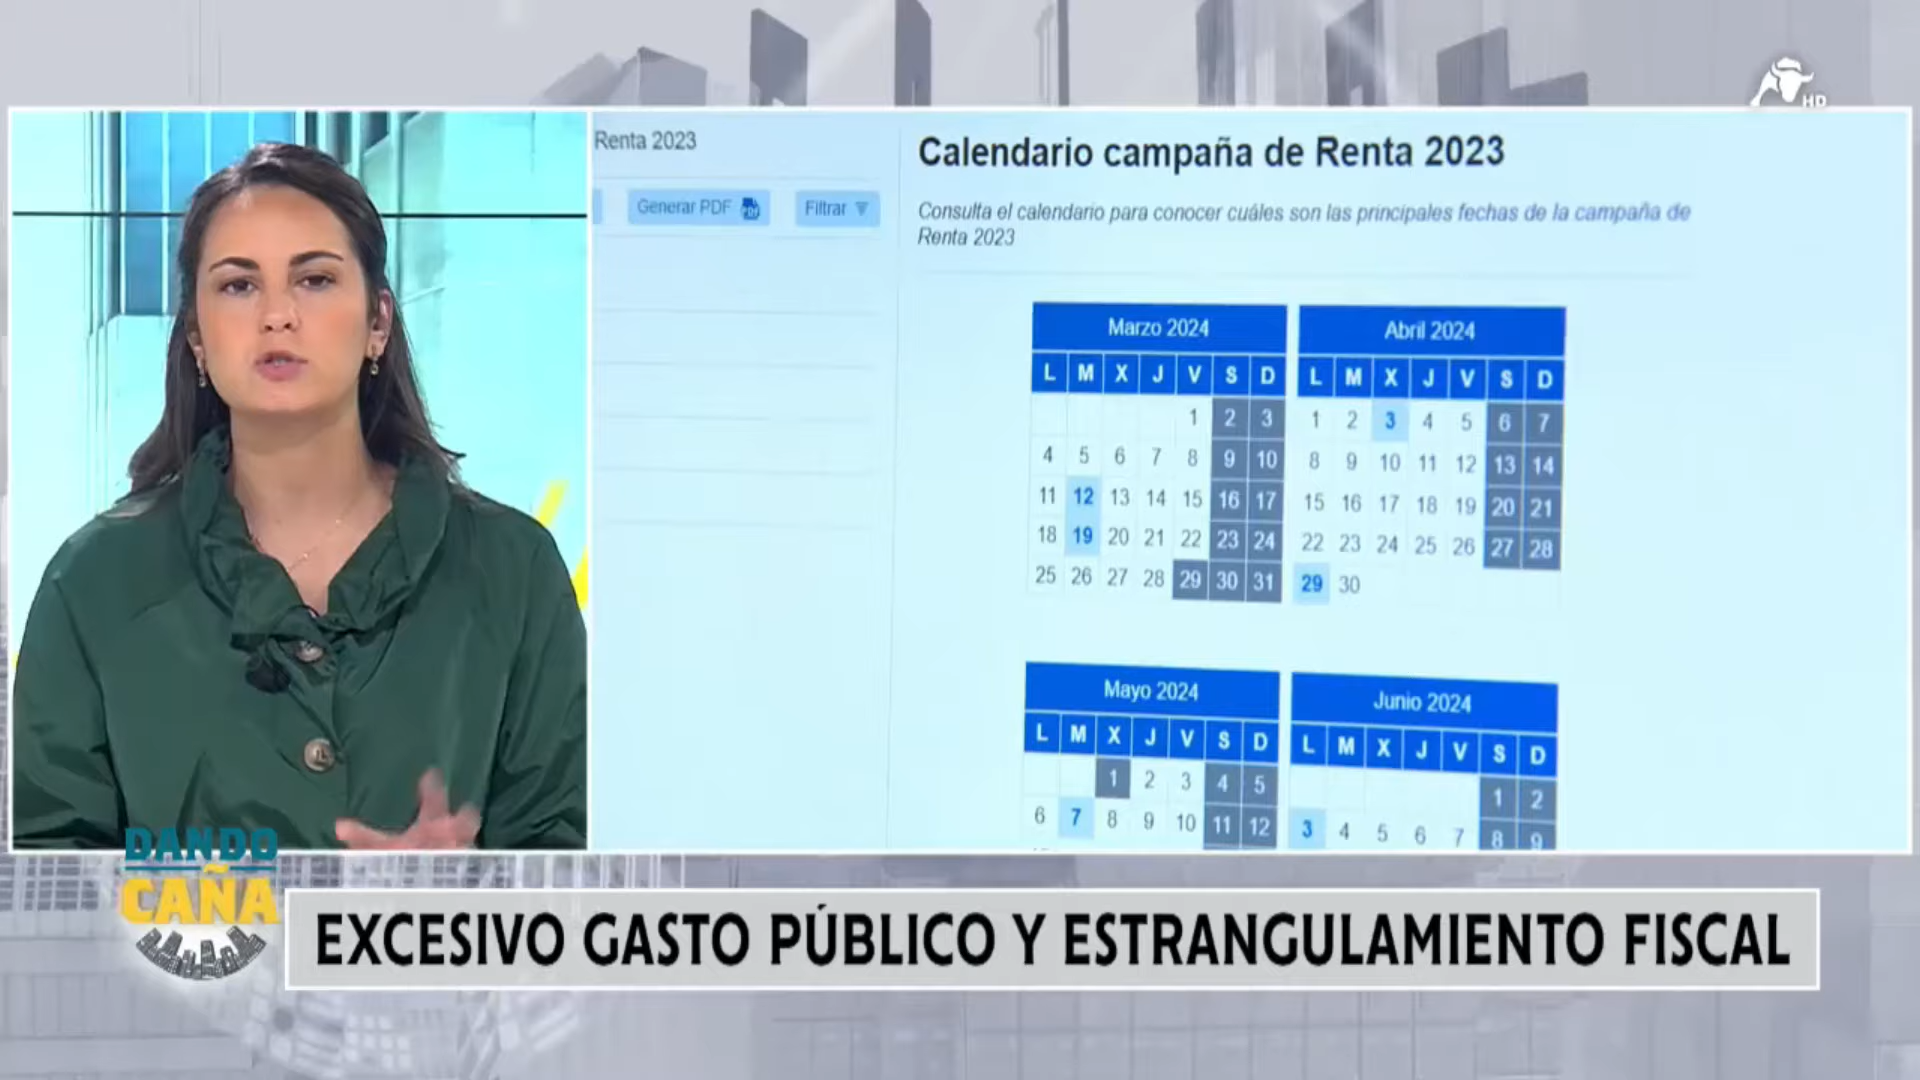 HD
Renta 2023
Generar PDF
Filtrar
Calendario campaña de Renta 2023
Consulta el calendario para conocer cuáles son las principales fechas de la campaña de
Renta 2023
Marzo 2024
L M X J V S D
1 2 3
4 5 6 7 8 9 10
11 12 13 14 15 16 17
18 19 20 21 22 23 24
25 26 27 28 29 30 31
Abril 2024
L M X J V S D
1 2 3 4 5 6 7
8 9 10 11 12 13 14
15 16 17 18 19 20 21
22 23 24 25 26 27 28
29 30
Mayo 2024
L M X J V S D
1 2 3 4 5
6 7 8 9 10 11 12
Junio 2024
L M X J V S D
1 2
3 4 5 6 7 8 9
DANDO
CAÑA
EXCESIVO GASTO PÚBLICO Y ESTRANGULAMIENTO FISCAL